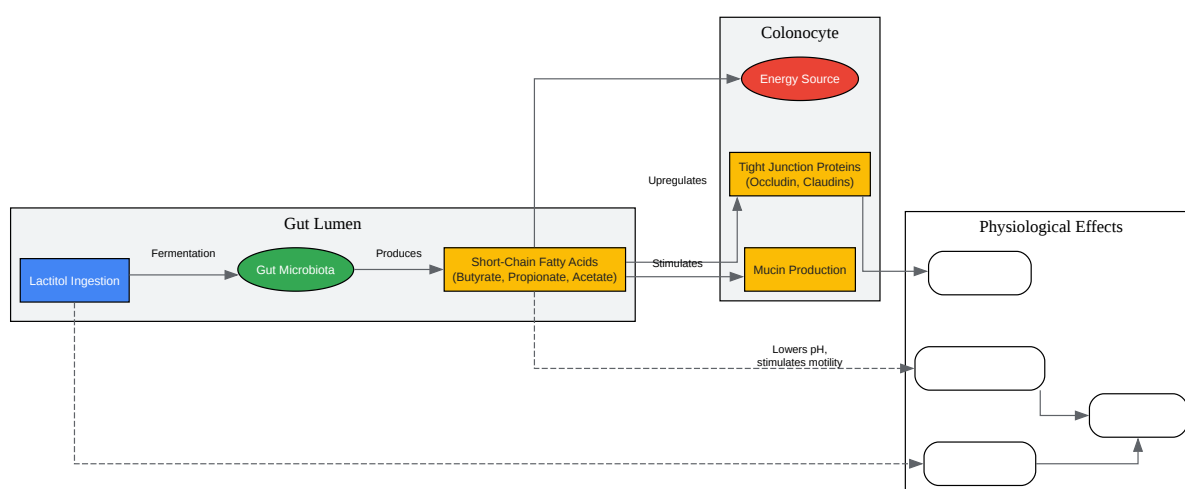 Colonocyte
Energy Source
Tight Junction Proteins
(Occludin, Claudins)
Upregulates
Gut Lumen
Physiological Effects
Fermentation
Produces
Lactitol Ingestion
Gut Microbiota
Short-Chain Fatty Acids
(Butyrate, Propionate, Acetate)
Stimulates
Mucin Production
Lowers pH,
stimulates motility